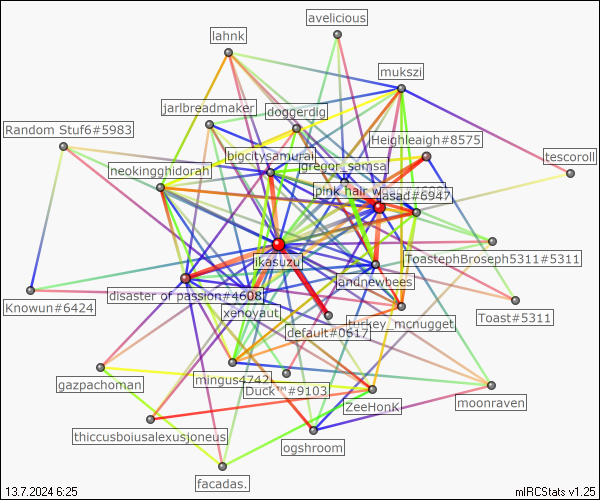 avelicious
lahnk
mukszi
jarlbreadmaker
doggerdig
Random Stuf6#5983
Heighleaigh#8575
bigcitysamurai
tescoroll
gregor_samsa
neokingghidorah
pink hair w
asad#6947
ToastephBroseph5311#5311
ikasuzu
jandnewbees
disaster of passion#4608
Knowun#6424
xenoyaut
Toast#5311
turkey_mcnugget
default#0617
mingus4742
gazpachoman
Duck™#9103
moonraven
ZeeHonK
thiccusboiusalexusjoneus
ogshroom
facadas.
13.7.2024 6:25
mIRCStats v1.25